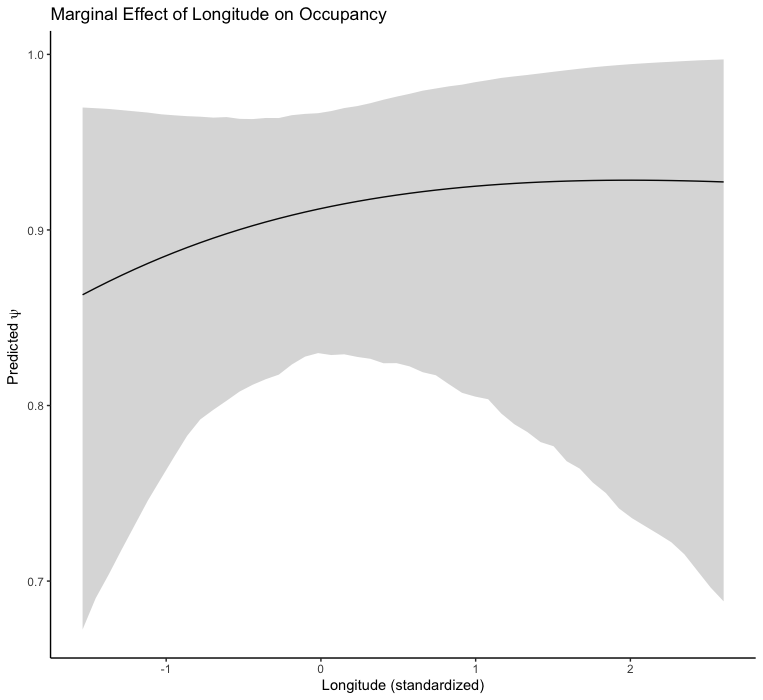 Marginal Effect of Longitude on Occupancy
1.0
0.9
0.8
0.7
Predicted ψ
-1
0
1
2
Longitude (standardized)